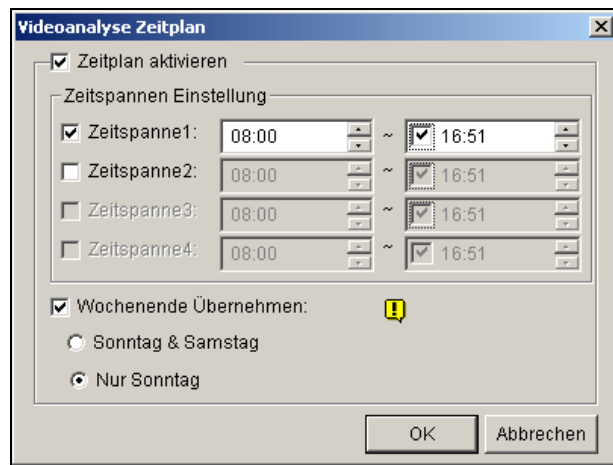 Videoanalyse Zeitplan
Zeitplan aktivieren
Zeitspannen Einstellung
Zeitspanne1: 08:00 ~ 16:51
Zeitspanne2: 08:00 ~ 16:51
Zeitspanne3: 08:00 ~ 16:51
Zeitspanne4: 08:00 ~ 16:51
Wochenende Übernehmen: !
Sonntag & Samstag
Nur Sonntag
OK Abbrechen